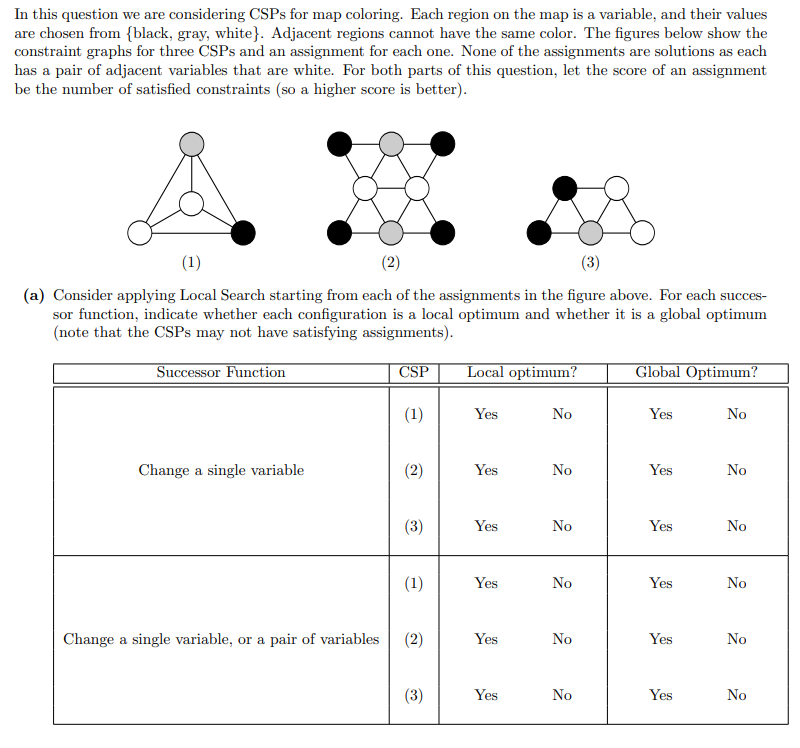 In this question we are considering CSPs for map coloring. Each region on the map is a variable, and their values
are chosen from {black, gray, white}. Adjacent regions cannot have the same color. The figures below show the
constraint graphs for three CSPs and an assignment for each one. None of the assignments are solutions as each
has a pair of adjacent variables that are white. For both parts of this question, let the score of an assignment
be the number of satisfied constraints (so a higher score is better).
(1) (2) (3)
(a) Consider applying Local Search starting from each of the assignments in the figure above. For each succes-
sor function, indicate whether each configuration is a local optimum and whether it is a global optimum
(note that the CSPs may not have satisfying assignments).
Successor Function CSP Local optimum? Global Optimum?
(1) Yes No Yes No
Change a single variable (2) Yes No Yes No
(3) Yes No Yes No
(1) Yes No Yes No
Change a single variable, or a pair of variables (2) Yes No Yes No
(3) Yes No Yes No